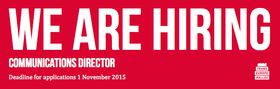 WE ARE HIRING
COMMUNICATIONS DIRECTOR
Deadline for applications 1 November 2015